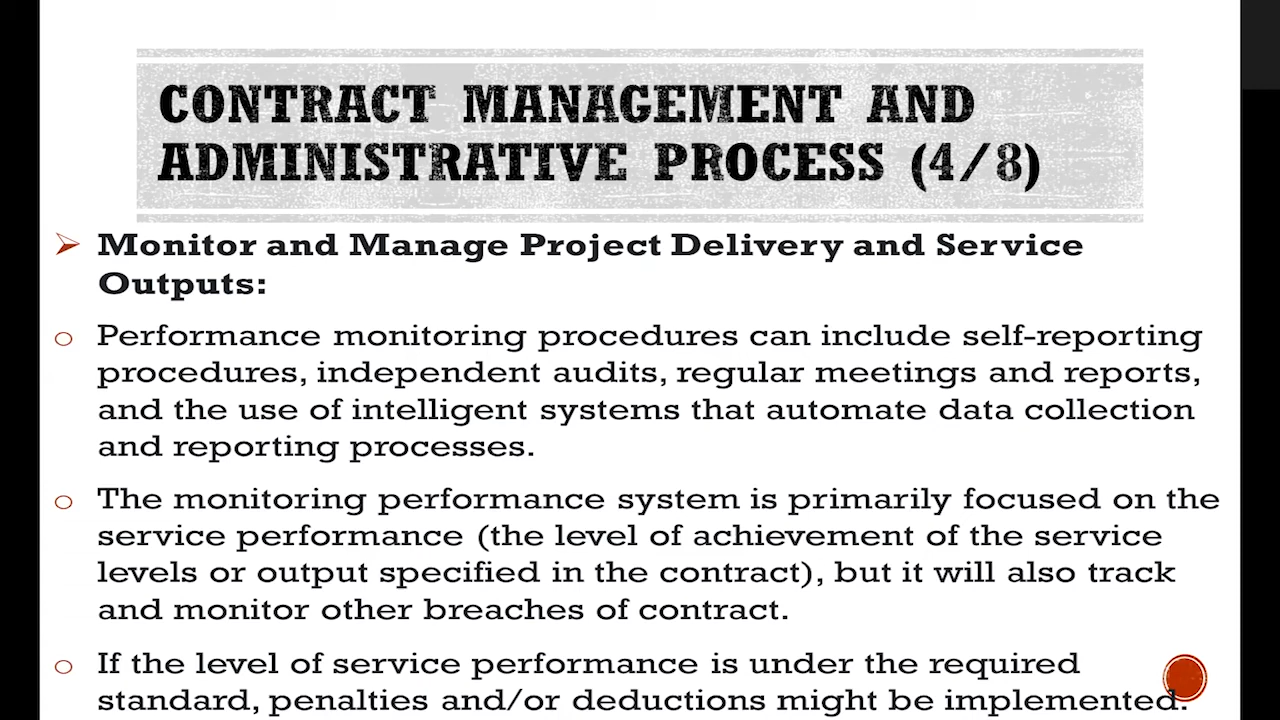 CONTRACT MANAGEMENT AND
ADMINISTRATIVE PROCESS (4/8)
➢ Monitor and Manage Project Delivery and Service
Outputs:
o Performance monitoring procedures can include self-reporting
procedures, independent audits, regular meetings and reports,
and the use of intelligent systems that automate data collection
and reporting processes.
o The monitoring performance system is primarily focused on the
service performance (the level of achievement of the service
levels or output specified in the contract), but it will also track
and monitor other breaches of contract.
o If the level of service performance is under the required
standard, penalties and/or deductions might be implemented.